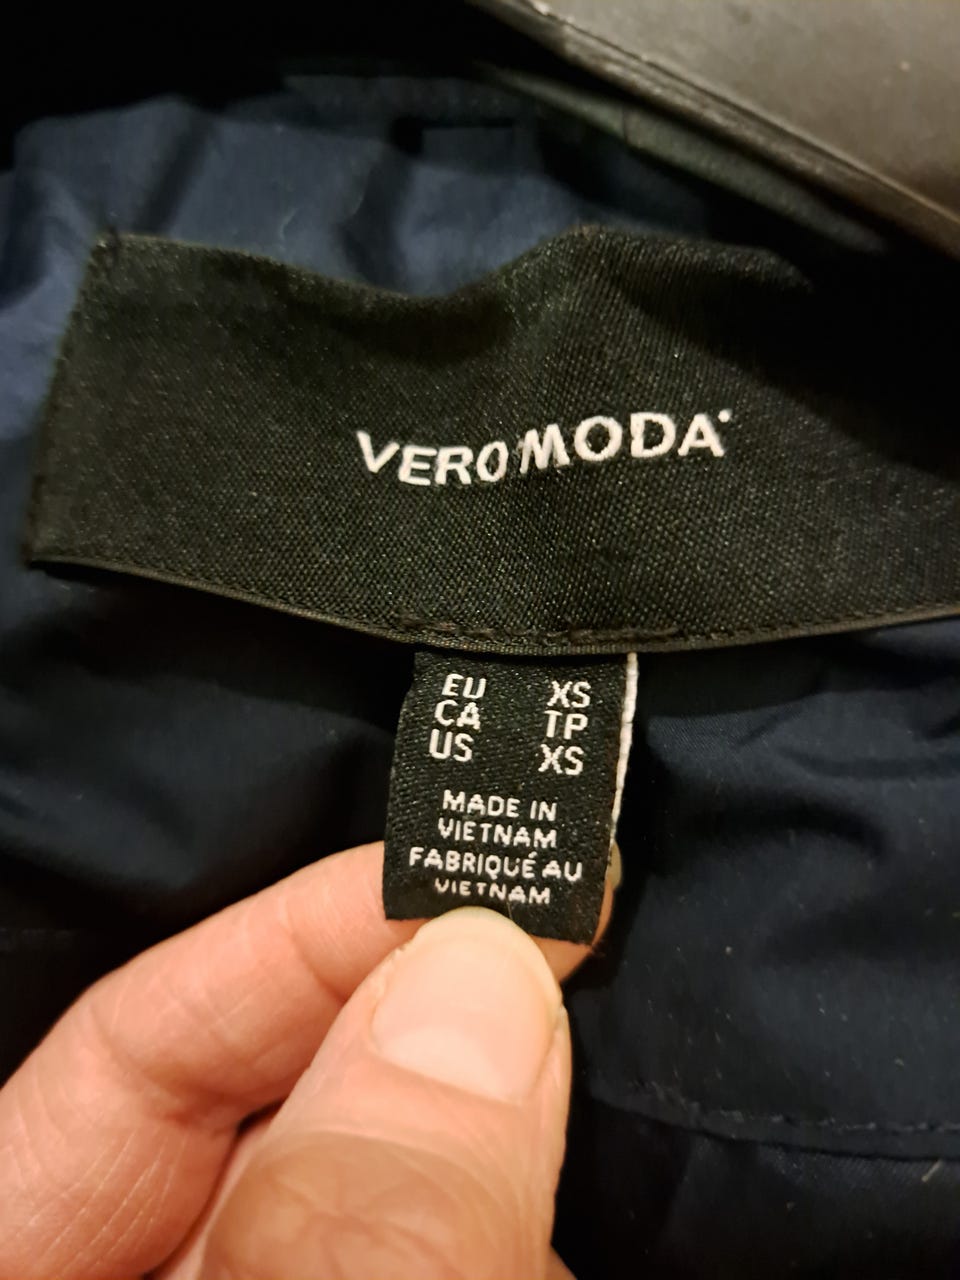 VERO MODA
EU XS
CA TP
US XS
MADE IN
VIETNAM
FABRIQUÉ AU
VIETNAM